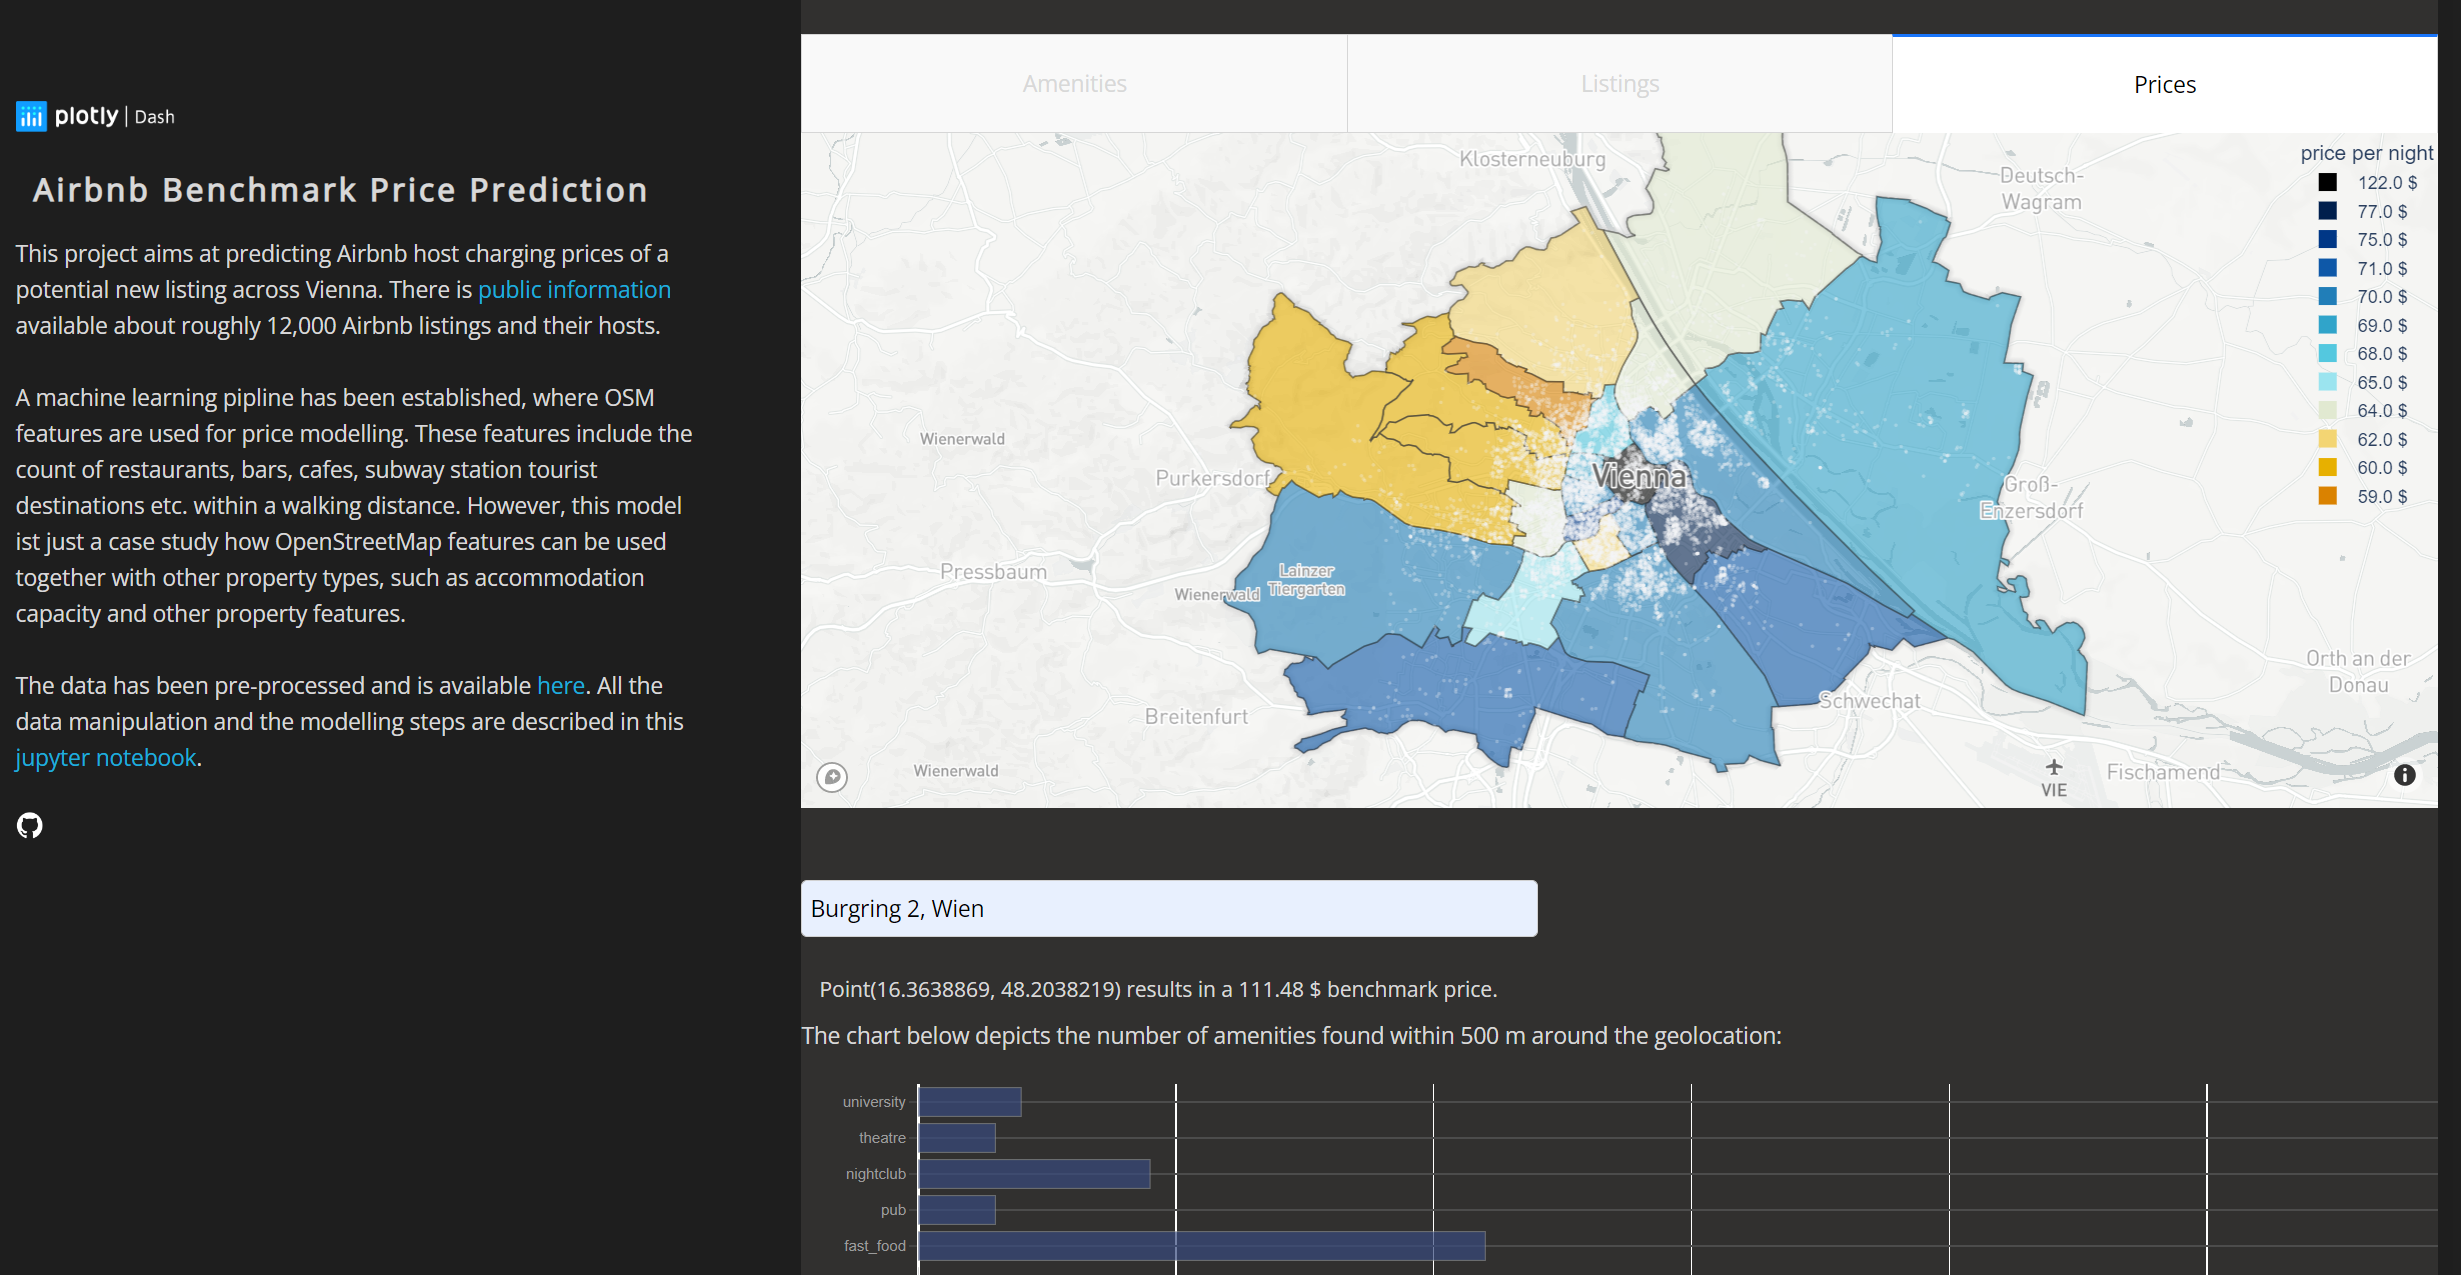 plotly | Dash
Airbnb Benchmark Price Prediction
This project aims at predicting Airbnb host charging prices of a
potential new listing across Vienna. There is public information
available about roughly 12,000 Airbnb listings and their hosts.
A machine learning pipline has been established, where OSM
features are used for price modelling. These features include the
count of restaurants, bars, cafes, subway station tourist
destinations etc. within a walking distance. However, this model
ist just a case study how OpenStreetMap features can be used
together with other property types, such as accommodation
capacity and other property features.
The data has been pre-processed and is available here. All the
data manipulation and the modelling steps are described in this
jupyter notebook.
Amenities
Listings
Prices
Klosterneuburg
Deutsch-
Wagram
Wienerwald
Purkersdorf
Vienna
Groß-
Enzersdorf
Pressbaum
Wienerwald
Lainzer
Tiergarten
Breitenfurt
Schwechat
Orth an der
Donau
Wienerwald
VIE
Fischamend
price per night
122.0 $
77.0 $
75.0 $
71.0 $
70.0 $
69.0 $
68.0 $
65.0 $
64.0 $
62.0 $
60.0 $
59.0 $
Burgring 2, Wien
Point(16.3638869, 48.2038219) results in a 111.48 $ benchmark price.
The chart below depicts the number of amenities found within 500 m around the geolocation:
university
theatre
nightclub
pub
fast_food